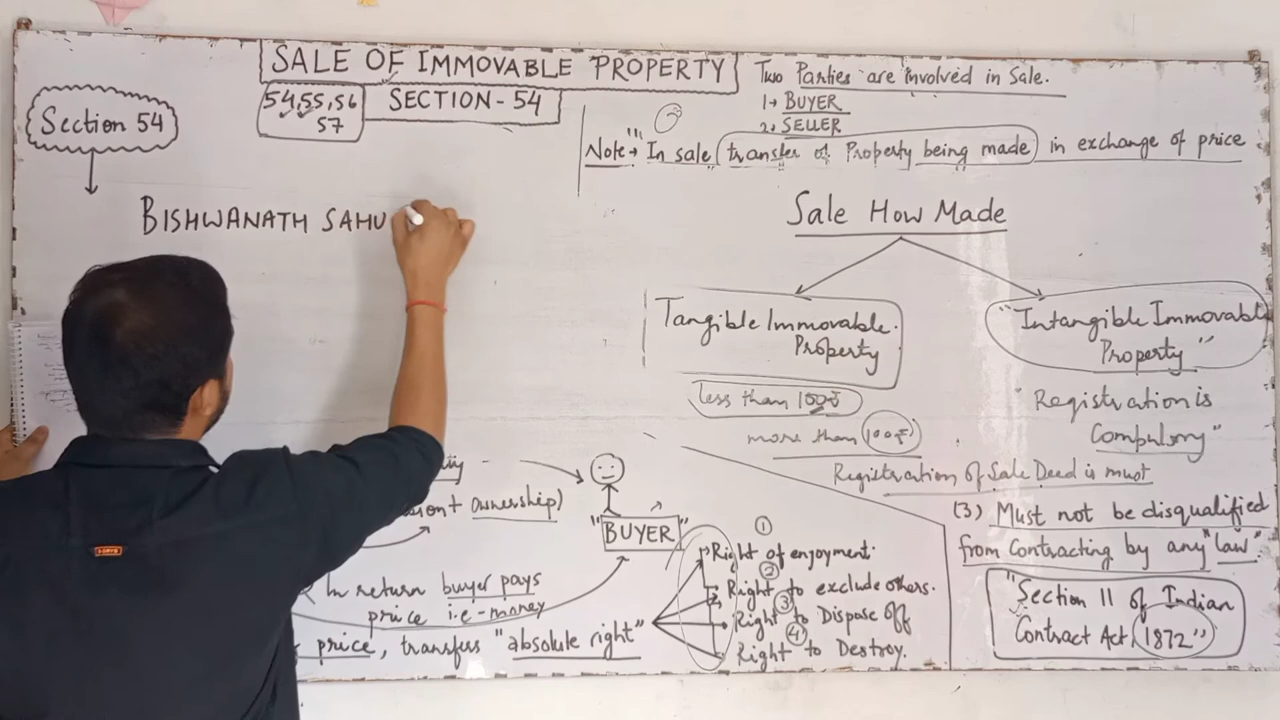 SALE OF IMMOVABLE PROPERTY
54, 55, 56
57
SECTION - 54
Section 54
BISHWANATH SAHU
Two Parties are involved in Sale.
1→ BUYER
2→ SELLER
Note → In sale transfer of Property being made in exchange of price
Sale How Made
Tangible Immovable
Property
less than 100₹
more than 100₹
"Intangible Immovable
Property"
"Registration is
Compulsory"
Registration of Sale Deed is must
(3) Must not be disqualified
from Contracting by any "law".
"Section 11 of Indian
Contract Act, 1872"
ownership)
"BUYER"
In return buyer pays
price i.e - money
price, transfers "absolute right"
1
Right of enjoyment.
2
Right to exclude others.
3
Right to Dispose off
4
Right to Destroy.